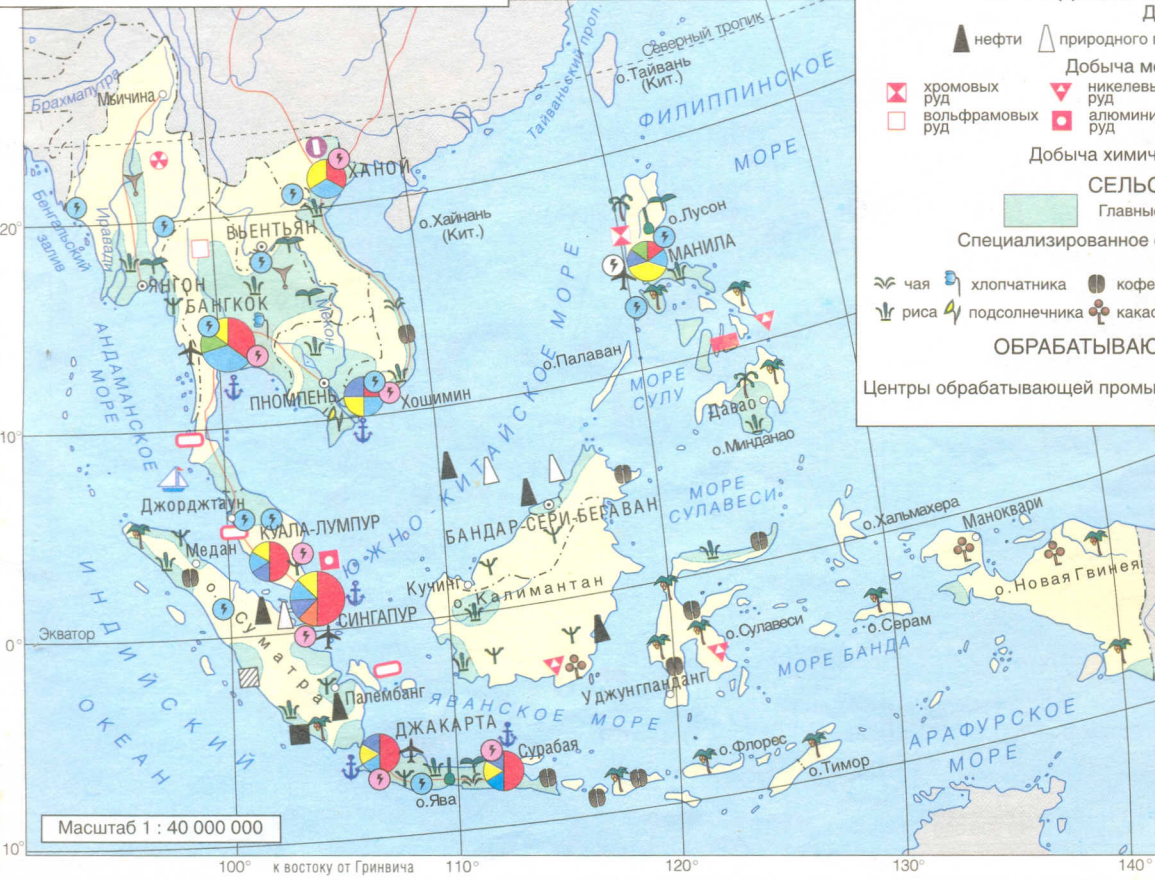 нефти
природного
Добыча
хромовых
руд
никелевы
руд
вольфрамовых
руд
алюмини
руд
Добыча химич
СЕЛЬС
Главные
Специализированное
чая
хлопчатника
кофе
риса
подсолнечника
кака
ОБРАБАТЫВАЮ
Центры обрабатывающей промы
Северный тропик
о.Тайвань
(Кит.)
Тайваньский прол.
ФИЛИППИНСКОЕ
МОРЕ
Брахмапутра
Мьичина
ХАНОЙ
о.Хайнань
(Кит.)
20°
Бенгальский
залив
Иравади
ВЬЕНТЬЯН
о.Лусон
МАНИЛА
ЯНГОН
БАНГКОК
Меконг
АНДАМАНСКОЕ
МОРЕ
ПНОМПЕНЬ
Хошимин
о.Палаван
МОРЕ
СУЛУ
Давао
о.Минданао
10°
ЮЖНО-КИТАЙСКОЕ МОРЕ
Джорджтаун
КУАЛА-ЛУМПУР
БАНДАР-СЕРИ-БЕГАВАН
МОРЕ
СУЛАВЕСИ
о.Хальмахера
Маноквари
Медан
Кучинг
о.Калимантан
о.Новая Гвинея
СИНГАПУР
о.Суматра
Экватор
0°
о.Сулавеси
о.Серам
МОРЕ БАНДА
Уджунгпанданг
Палембанг
ЯВАНСКОЕ МОРЕ
ИНДИЙСКИЙ
ОКЕАН
ДЖАКАРТА
Сурабая
о.Ява
о.Флорес
о.Тимор
АРАФУРСКОЕ
МОРЕ
Масштаб 1 : 40 000 000
10°
100°
к востоку от Гринвича
110°
120°
130°
140°